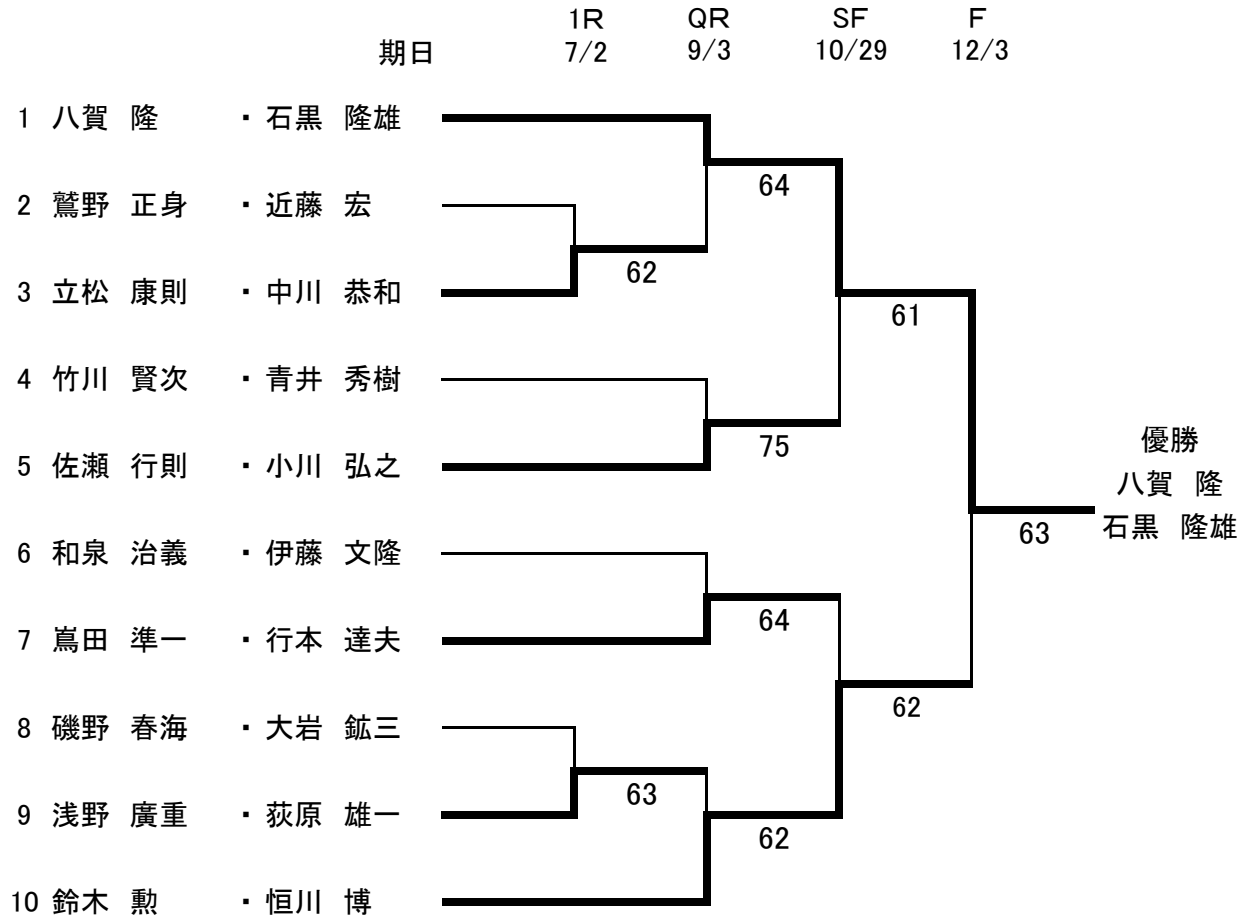 1R QR SF F
期日 7/2 9/3 10/29 12/3
1 八賀 隆 ・ 石黒 隆雄
64
2 鷲野 正身 ・ 近藤 宏
62
3 立松 康則 ・ 中川 恭和
61
4 竹川 賢次 ・ 青井 秀樹
75
5 佐瀬 行則 ・ 小川 弘之
優勝
八賀 隆
石黒 隆雄
63
6 和泉 治義 ・ 伊藤 文隆
64
7 嶌田 準一 ・ 行本 達夫
62
8 磯野 春海 ・ 大岩 鉱三
63
9 浅野 廣重 ・ 荻原 雄一
62
10 鈴木 勲 ・ 恒川 博